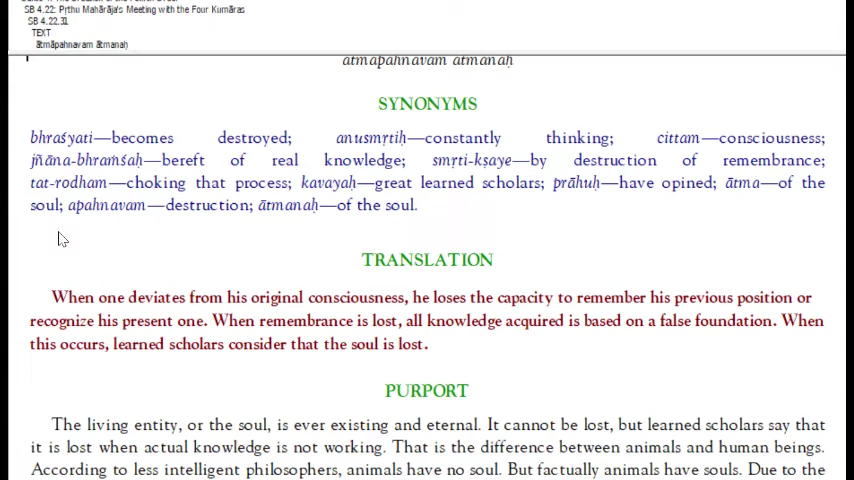 SB 4.22: Pṛthu Mahārāja's Meeting with the Four Kumāras
SB 4.22.31
TEXT
ātmāpahnavam ātmanaḥ
ātmāpahnavam ātmanaḥ
SYNONYMS
bhraśyati—becomes destroyed; anusmṛtiḥ—constantly thinking; cittam—consciousness;
jñāna-bhraṁśaḥ—bereft of real knowledge; smṛti-kṣaye—by destruction of remembrance;
tat-rodham—choking that process; kavayaḥ—great learned scholars; prāhuḥ—have opined; ātma—of the
soul; apahnavam—destruction; ātmanaḥ—of the soul.
TRANSLATION
When one deviates from his original consciousness, he loses the capacity to remember his previous position or
recognize his present one. When remembrance is lost, all knowledge acquired is based on a false foundation. When
this occurs, learned scholars consider that the soul is lost.
PURPORT
The living entity, or the soul, is ever existing and eternal. It cannot be lost, but learned scholars say that
it is lost when actual knowledge is not working. That is the difference between animals and human beings.
According to less intelligent philosophers, animals have no soul. But factually animals have souls. Due to the